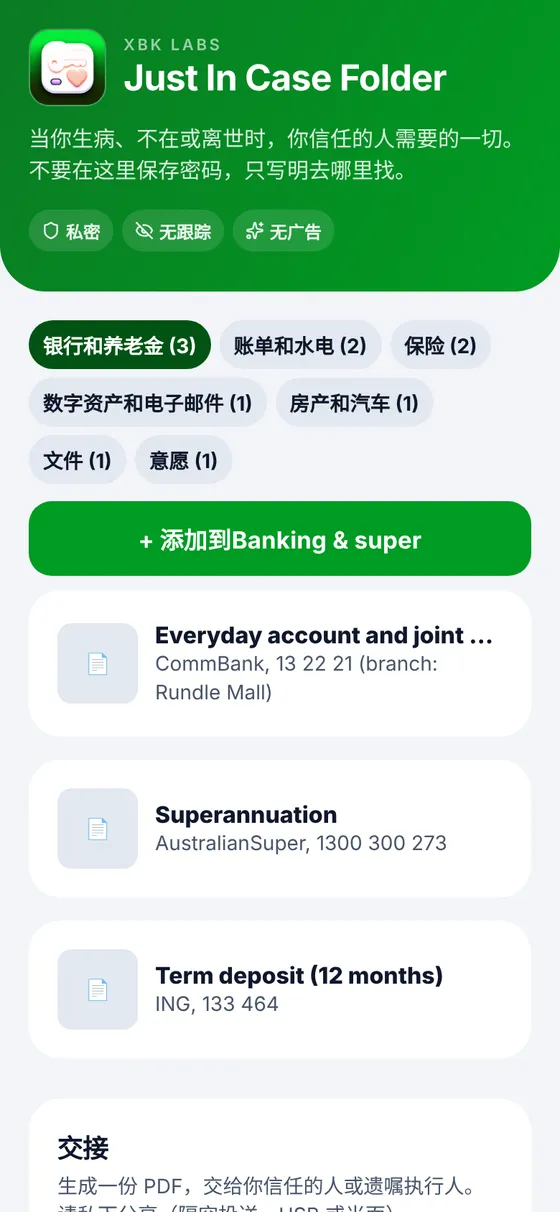 XBK LABS
Just In Case Folder
当你生病、不在或离世时，你信任的人需要的一切。
不要在这里保存密码，只写明去哪里找。
私密
无跟踪
无广告
银行和养老金 (3)
账单和水电 (2)
保险 (2)
数字资产和电子邮件 (1)
房产和汽车 (1)
文件 (1)
意愿 (1)
+ 添加到Banking & super
Everyday account and joint …
CommBank, 13 22 21 (branch:
Rundle Mall)
Superannuation
AustralianSuper, 1300 300 273
Term deposit (12 months)
ING, 133 464
交接
生成一份 PDF，交给你信任的人或遗嘱执行人。